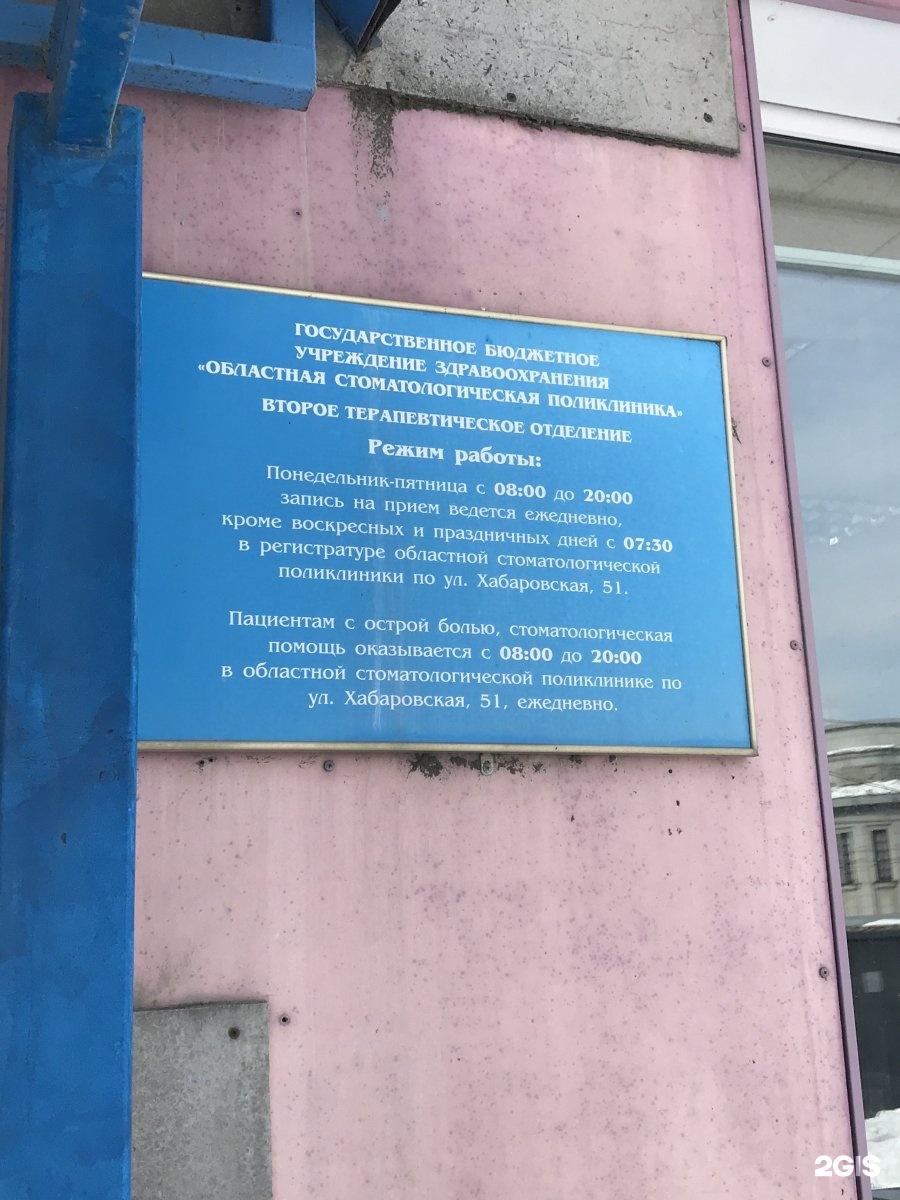 ГОСУДАРСТВЕННОЕ БЮДЖЕТНОЕ
УЧРЕЖДЕНИЕ ЗДРАВООХРАНЕНИЯ
«ОБЛАСТНАЯ СТОМАТОЛОГИЧЕСКАЯ ПОЛИКЛИНИКА»
ВТОРОЕ ТЕРАПЕВТИЧЕСКОЕ ОТДЕЛЕНИЕ
Режим работы:
Понедельник-пятница с 08:00 до 20:00
запись на прием ведется ежедневно,
кроме воскресных и праздничных дней с 07:30
в регистратуре областной стоматологической
поликлиники по ул. Хабаровская, 51.
Пациентам с острой болью, стоматологическая
помощь оказывается с 08:00 до 20:00
в областной стоматологической поликлинике по
ул. Хабаровская, 51, ежедневно.
2GIS